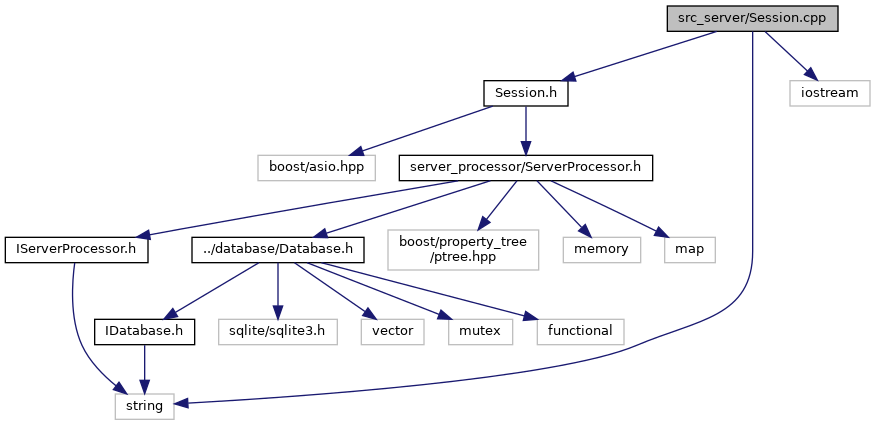 src_server/Session.cpp
Session.h
iostream
boost/asio.hpp
server_processor/ServerProcessor.h
IServerProcessor.h
../database/Database.h
boost/property_tree
/ptree.hpp
memory
map
IDatabase.h
sqlite/sqlite3.h
vector
mutex
functional
string